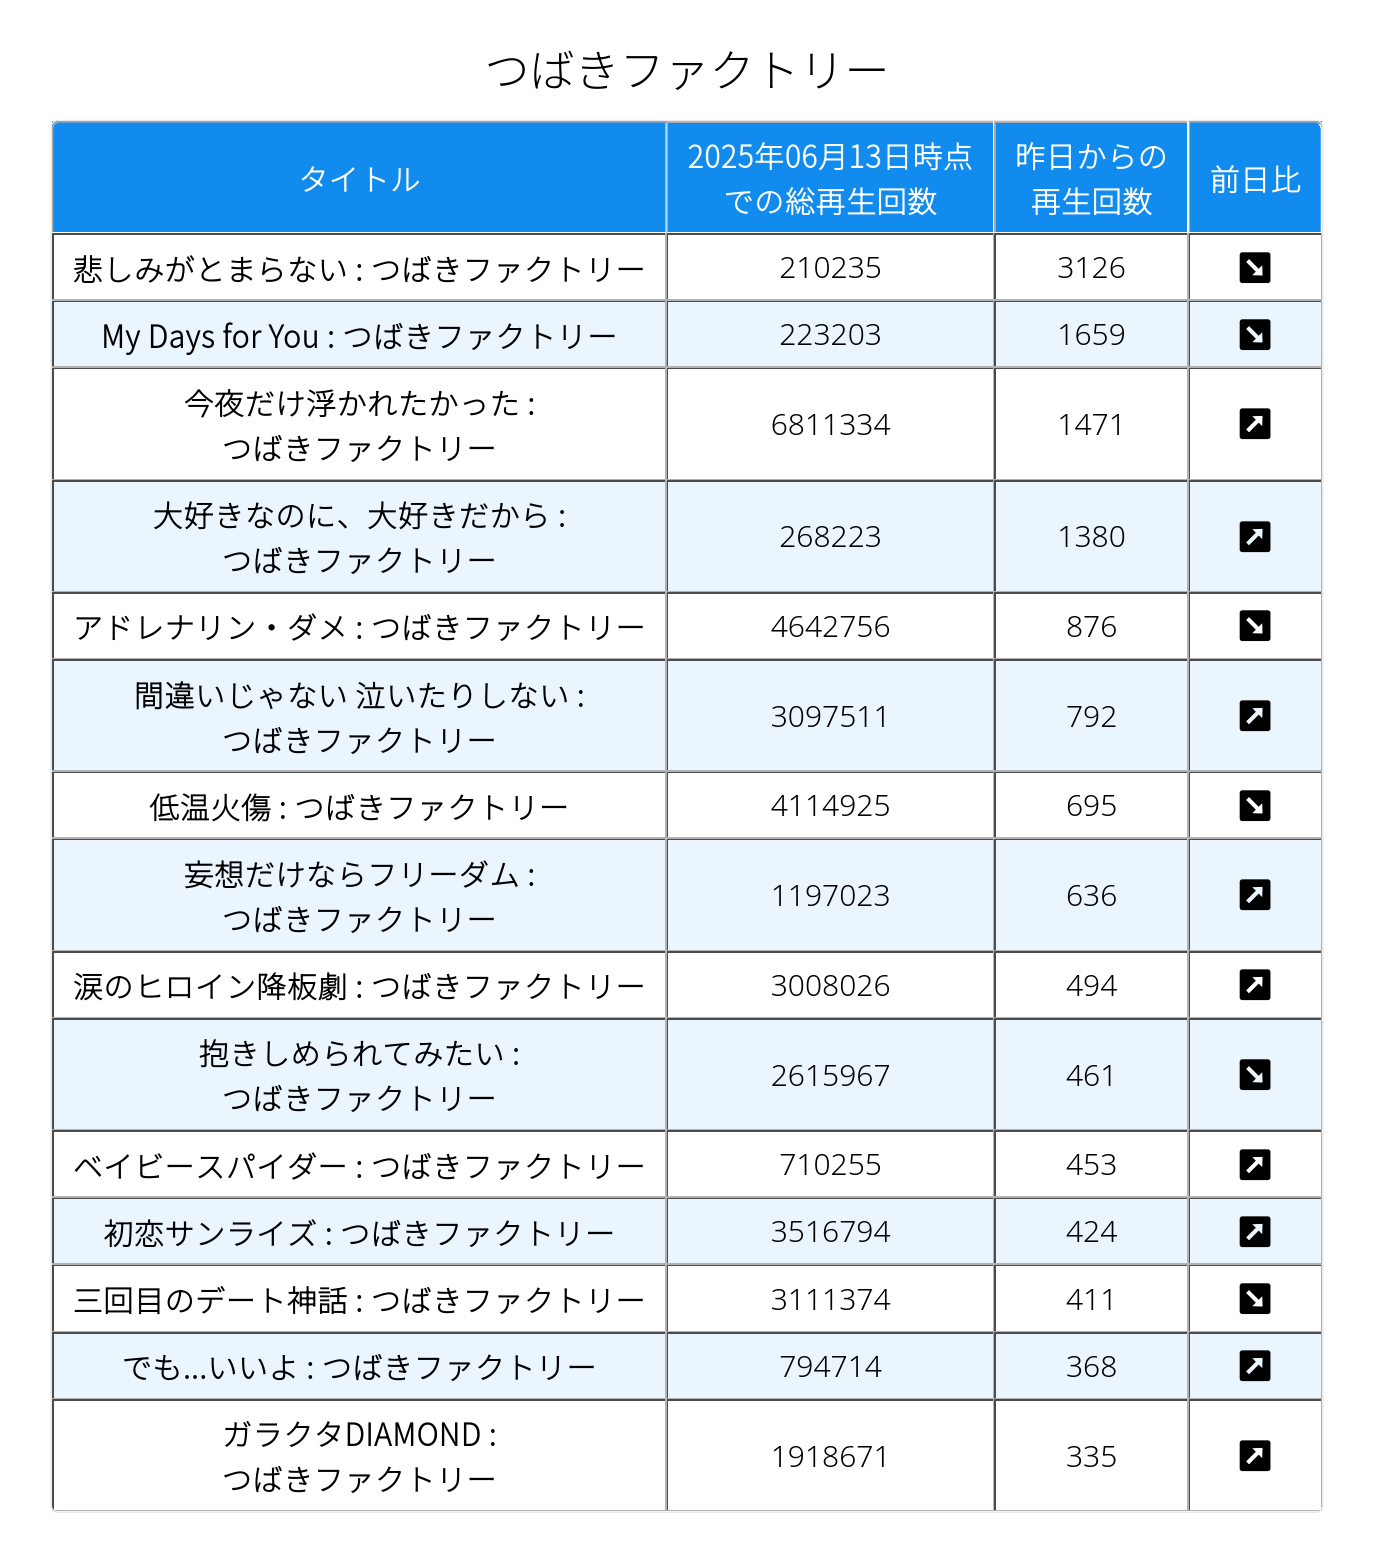 つばきファクトリー
タイトル
2025年06月13日時点
での総再生回数
昨日からの
再生回数
前日比
悲しみがとまらない : つばきファクトリー
210235
3126
My Days for You : つばきファクトリー
223203
1659
今夜だけ浮かれたかった :
つばきファクトリー
6811334
1471
大好きなのに、大好きだから :
つばきファクトリー
268223
1380
アドレナリン・ダメ : つばきファクトリー
4642756
876
間違いじゃない 泣いたりしない :
つばきファクトリー
3097511
792
低温火傷 : つばきファクトリー
4114925
695
妄想だけならフリーダム :
つばきファクトリー
1197023
636
涙のヒロイン降板劇 : つばきファクトリー
3008026
494
抱きしめられてみたい :
つばきファクトリー
2615967
461
ベイビースパイダー : つばきファクトリー
710255
453
初恋サンライズ : つばきファクトリー
3516794
424
三回目のデート神話 : つばきファクトリー
3111374
411
でも...いいよ : つばきファクトリー
794714
368
ガラクタDIAMOND :
つばきファクトリー
1918671
335